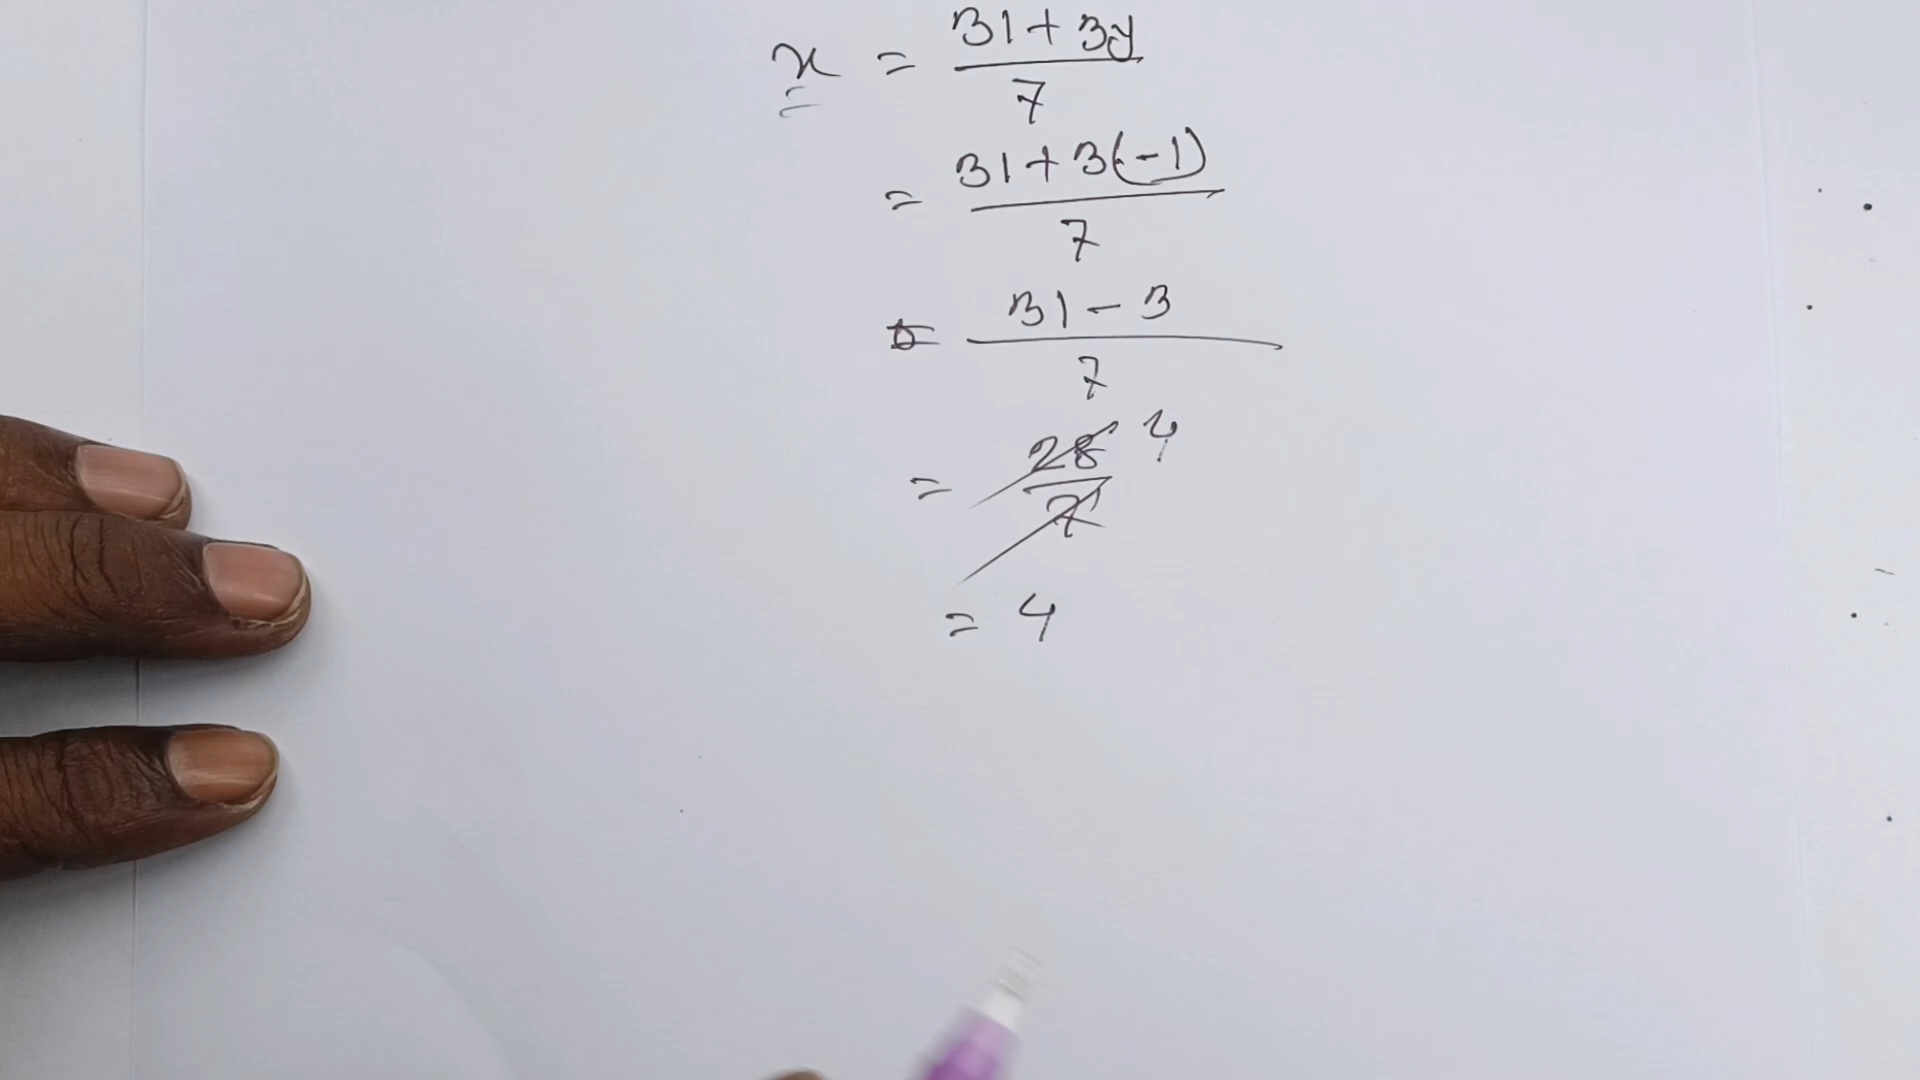 x = (31 + 3y) / 7
= (31 + 3(-1)) / 7
= (31 - 3) / 7
= 28 / 7 4
= 4